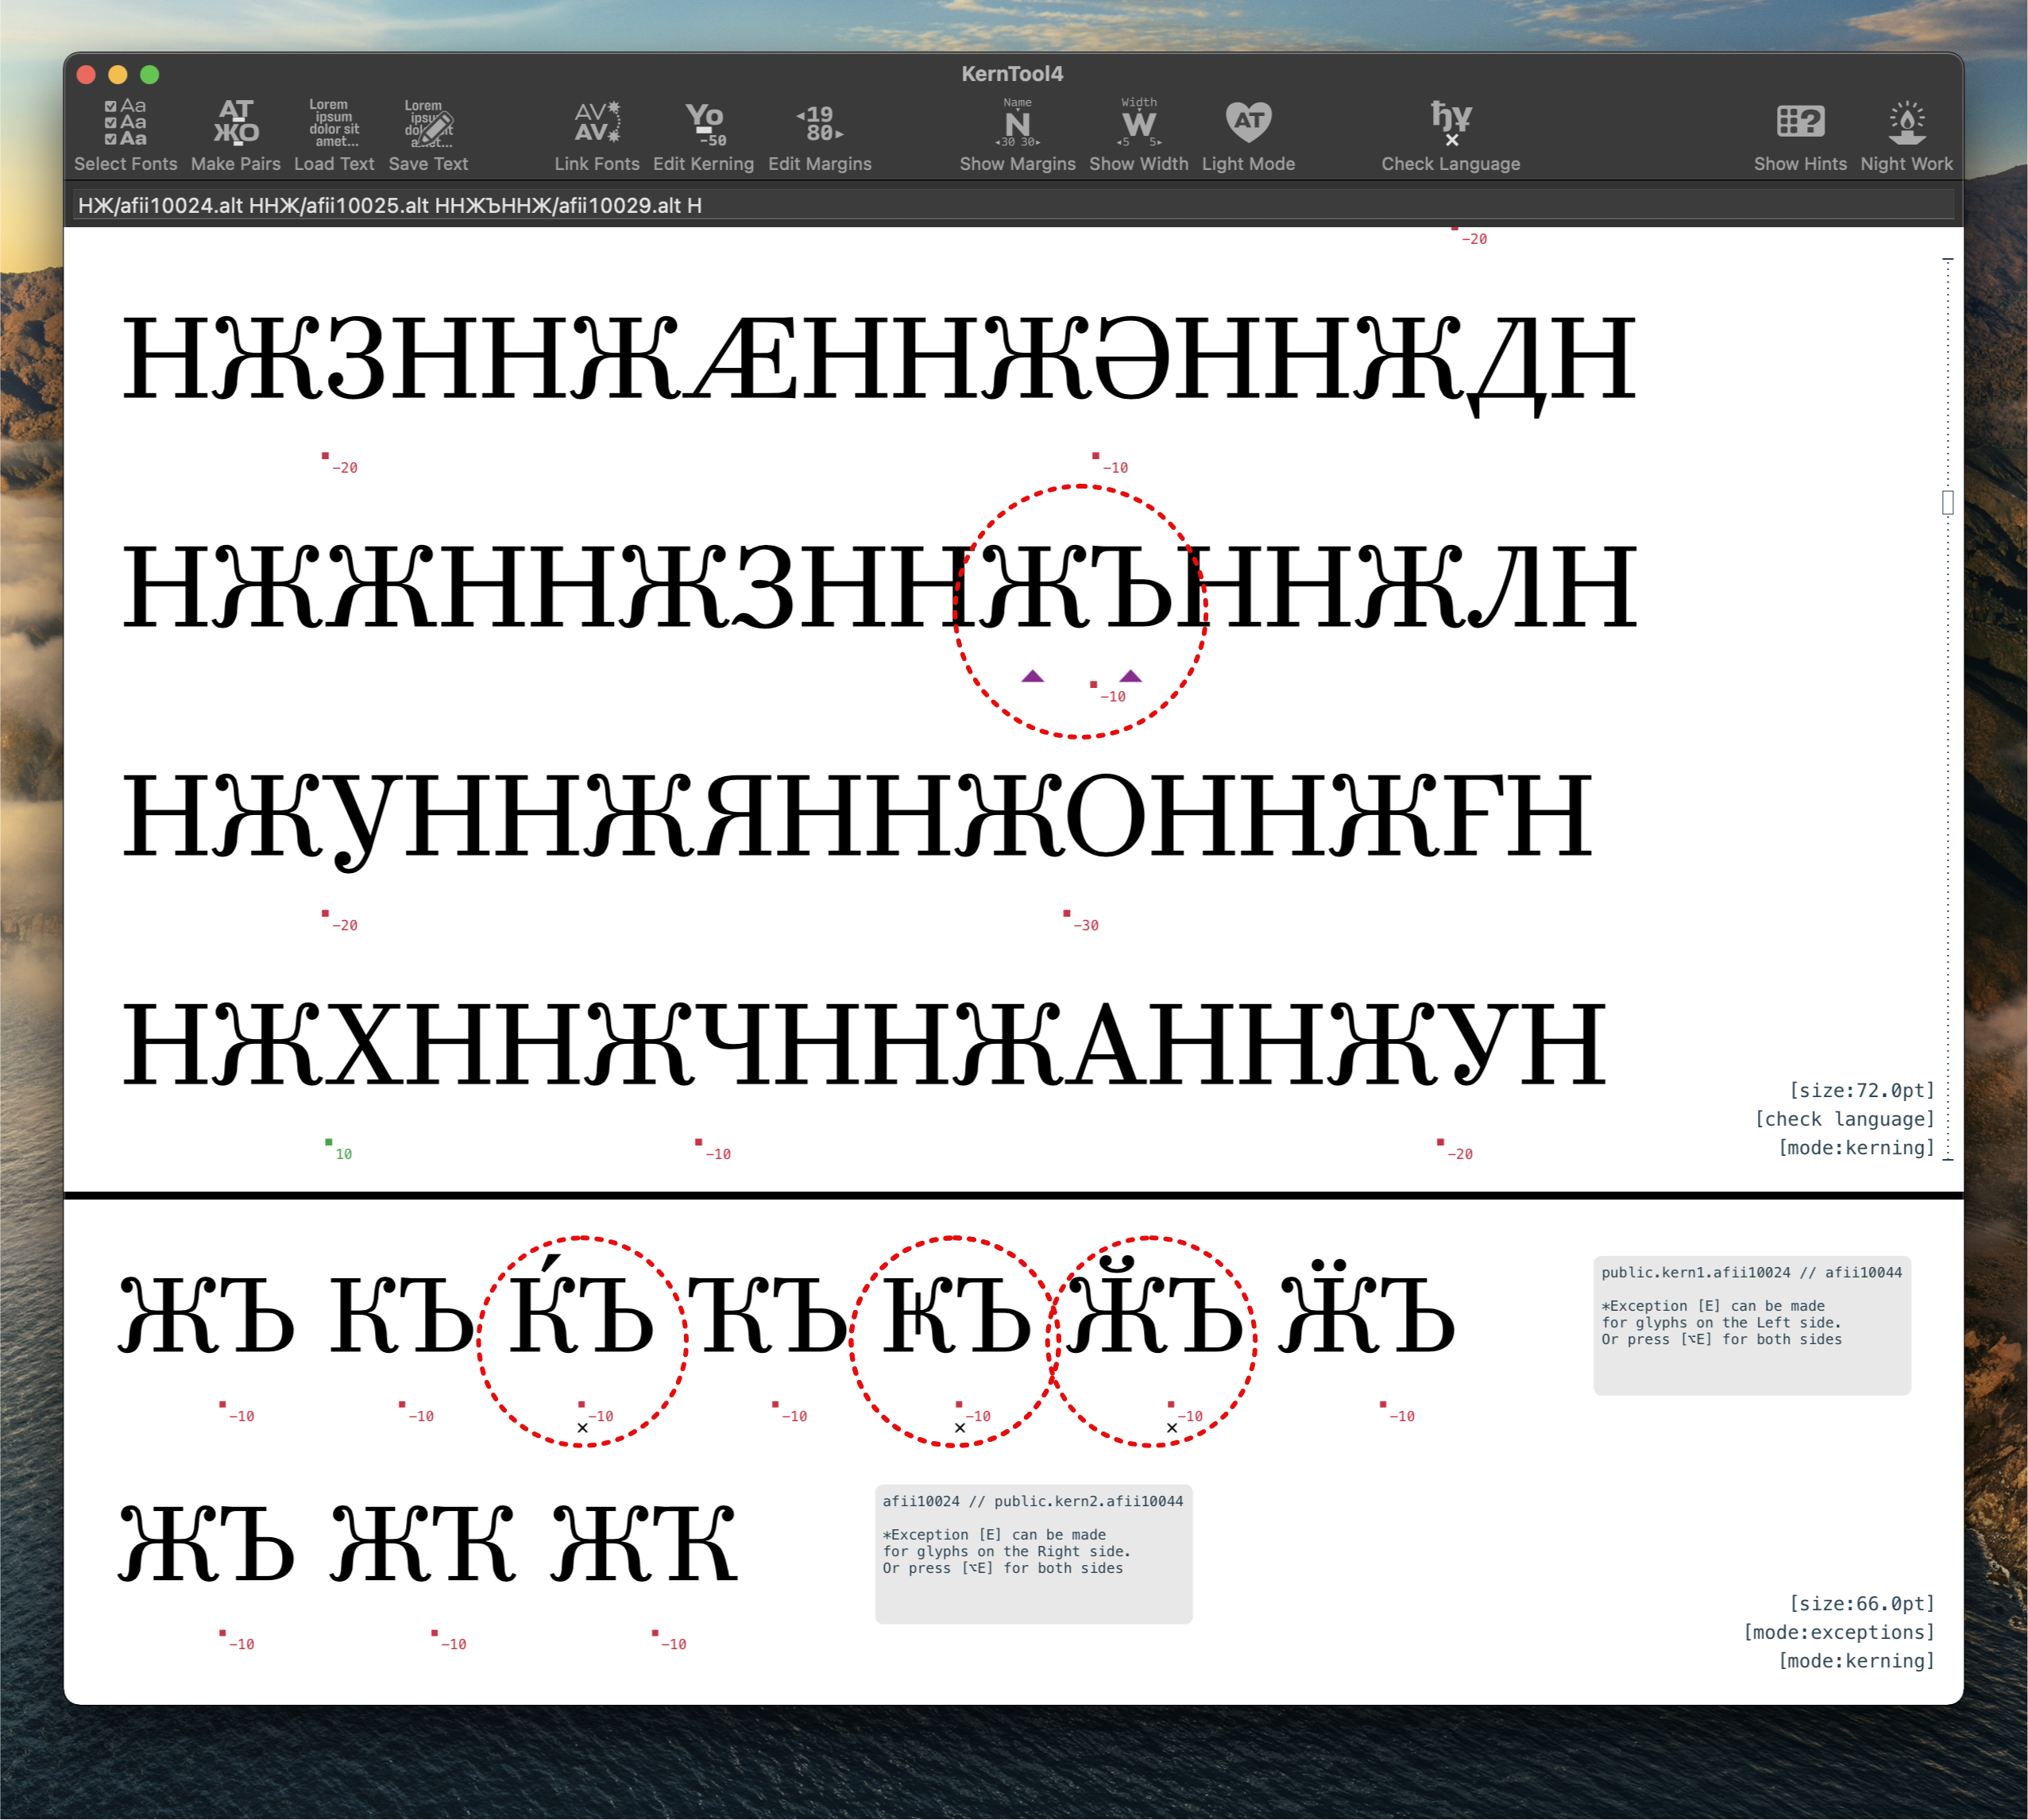 KernTool4
Aa
Aa
Aa
Select Fonts
AT
ЖО
Make Pairs
Lorem
ipsum
dolor sit
amet...
Load Text
Lorem
Save Text
AV
AV
Link Fonts
Yo
-50
Edit Kerning
◂19
80▸
Edit Margins
Name
N
◂30 30▸
Show Margins
Width
W
◂5 5▸
Show Width
AT
Light Mode
ђұ
×
Check Language
?
Show Hints
Night Work
НЖ/afii10024.alt ННЖ/afii10025.alt ННЖЪННЖ/afii10029.alt Н
-20
НЖЗННЖӔННЖӘННЖДН
-20 -10
НЖЖННЖЗННЖЪННЖЛН
-10
НЖУННЖЯННЖОННЖҒН
-20 -30
НЖХННЖЧННЖАННЖУН
10 -10 -20
[size:72.0pt]
[check language]
[mode:kerning]
ЖЪ КЪ ЌЪ ҠЪ ҜЪ ӁЪ ӜЪ
-10 -10 -10 -10 -10 -10 -10
× × ×
public.kern1.afii10024 // afii10044
*Exception [E] can be made
for glyphs on the Left side.
Or press [⌥E] for both sides
ЖЪ ЖҠ ЖҠ
-10 -10 -10
afii10024 // public.kern2.afii10044
*Exception [E] can be made
for glyphs on the Right side.
Or press [⌥E] for both sides
[size:66.0pt]
[mode:exceptions]
[mode:kerning]